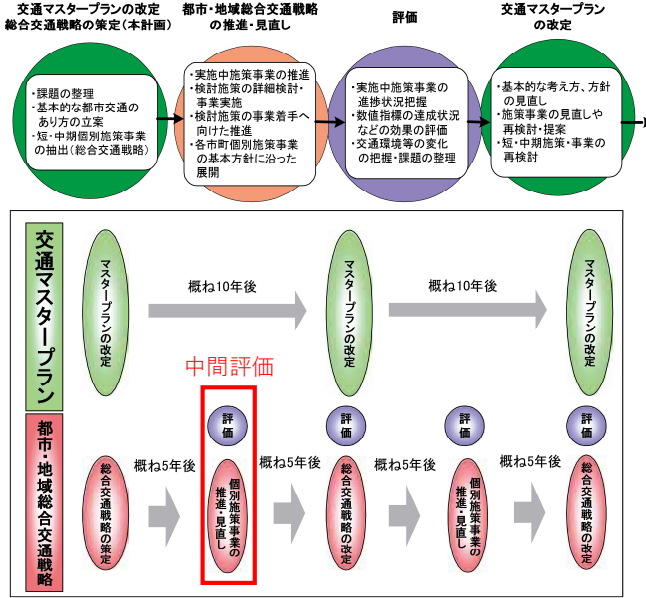 交通マスタープランの改定
総合交通戦略の策定(本計画)
・課題の整理
・基本的な都市交通の
あり方の立案
・短・中期個別施策事業
の抽出(総合交通戦略)
都市・地域総合交通戦略
の推進・見直し
・実施中施策事業の推進
・検討施策の詳細検討・
事業実施
・検討施策の事業着手へ
向けた推進
・各市町個別施策事業
の基本方針に沿った
展開
評価
・実施中施策事業の
進捗状況把握
・数値指標の達成状況
などの効果の評価
・交通環境等の変化
の把握・課題の整理
交通マスタープラン
の改定
・基本的な考え方、方針
の見直し
・施策事業の見直しや
再検討・提案
・短・中期施策・事業の
再検討
交通マスタープラン
マスタープランの改定
概ね10年後
マスタープランの改定
概ね10年後
マスタープランの改定
中間評価
都市・地域総合交通戦略
評価
評価
評価
評価
総合交通戦略の策定
概ね5年後
個別施策事業の
推進・見直し
概ね5年後
総合交通戦略の改定
概ね5年後
個別施策事業の
推進・見直し
概ね5年後
総合交通戦略の改定